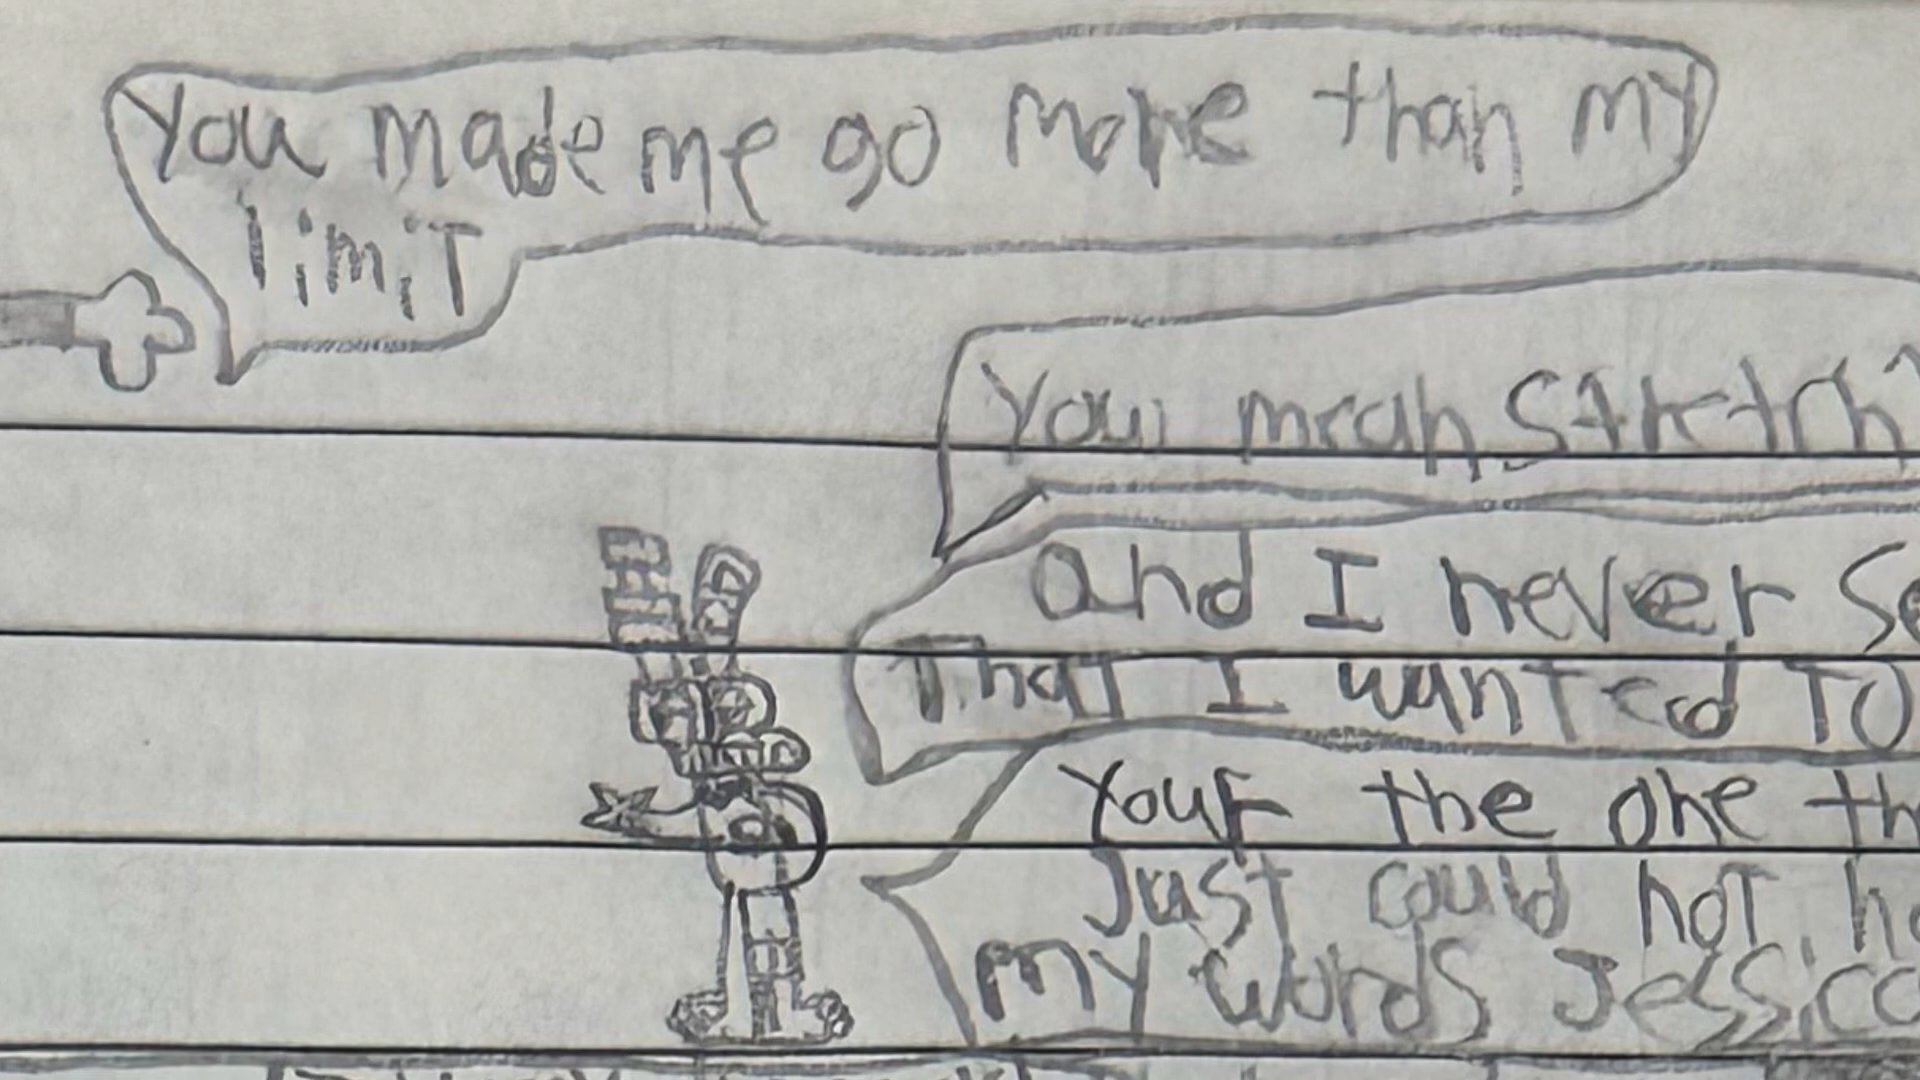 You made me go more than my
limit
You mean stretch
and I never
That I wanted To
Your the one
Just could not
my words Jessica